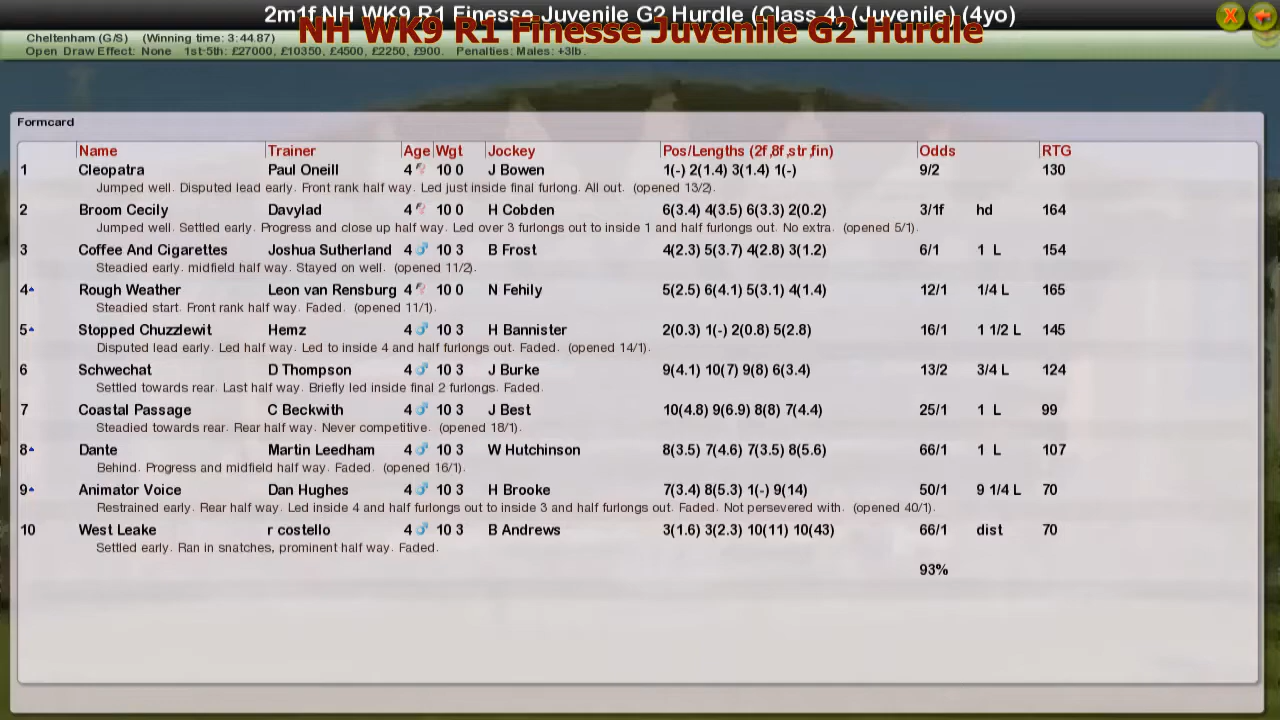 2m1f NH WK9 R1 Finesse Juvenile G2 Hurdle (Class 4) (Juvenile) (4yo)
NH WK9 R1 Finesse Juvenile G2 Hurdle
Cheltenham (G/S) (Winning time: 3:44.87)
Open Draw Effect: None 1st-5th: £27000, £10350, £4500, £2250, £900. Penalties: Males: +3lb.
Formcard
Name Trainer Age Wgt Jockey Pos/Lengths (2f,8f,str,fin) Odds RTG
1 Cleopatra Paul Oneill 4 10 0 J Bowen 1(-) 2(1.4) 3(1.4) 1(-) 9/2 130
Jumped well. Disputed lead early. Front rank half way. Led just inside final furlong. All out. (opened 13/2).
2 Broom Cecily Davylad 4 10 0 H Cobden 6(3.4) 4(3.5) 6(3.3) 2(0.2) 3/1f hd 164
Jumped well. Settled early. Progress and close up half way. Led over 3 furlongs out to inside 1 and half furlongs out. No extra. (opened 5/1).
3 Coffee And Cigarettes Joshua Sutherland 4 10 3 B Frost 4(2.3) 5(3.7) 4(2.8) 3(1.2) 6/1 1 L 154
Steadied early. midfield half way. Stayed on well. (opened 11/2).
4 Rough Weather Leon van Rensburg 4 10 0 N Fehily 5(2.5) 6(4.1) 5(3.1) 4(1.4) 12/1 1/4 L 165
Steadied start. Front rank half way. Faded. (opened 11/1).
5 Stopped Chuzzlewit Hemz 4 10 3 H Bannister 2(0.3) 1(-) 2(0.8) 5(2.8) 16/1 1 1/2 L 145
Disputed lead early. Led half way. Led to inside 4 and half furlongs out. Faded. (opened 14/1).
6 Schwechat D Thompson 4 10 3 J Burke 9(4.1) 10(7) 9(8) 6(3.4) 13/2 3/4 L 124
Settled towards rear. Last half way. Briefly led inside final 2 furlongs. Faded.
7 Coastal Passage C Beckwith 4 10 3 J Best 10(4.8) 9(6.9) 8(8) 7(4.4) 25/1 1 L 99
Steadied towards rear. Rear half way. Never competitive. (opened 18/1).
8 Dante Martin Leedham 4 10 3 W Hutchinson 8(3.5) 7(4.6) 7(3.5) 8(5.6) 66/1 1 L 107
Behind. Progress and midfield half way. Faded. (opened 16/1).
9 Animator Voice Dan Hughes 4 10 3 H Brooke 7(3.4) 8(5.3) 1(-) 9(14) 50/1 9 1/4 L 70
Restrained early. Rear half way. Led inside 4 and half furlongs out to inside 3 and half furlongs out. Faded. Not persevered with. (opened 40/1).
10 West Leake r costello 4 10 3 B Andrews 3(1.6) 3(2.3) 10(11) 10(43) 66/1 dist 70
Settled early. Ran in snatches, prominent half way. Faded.
93%